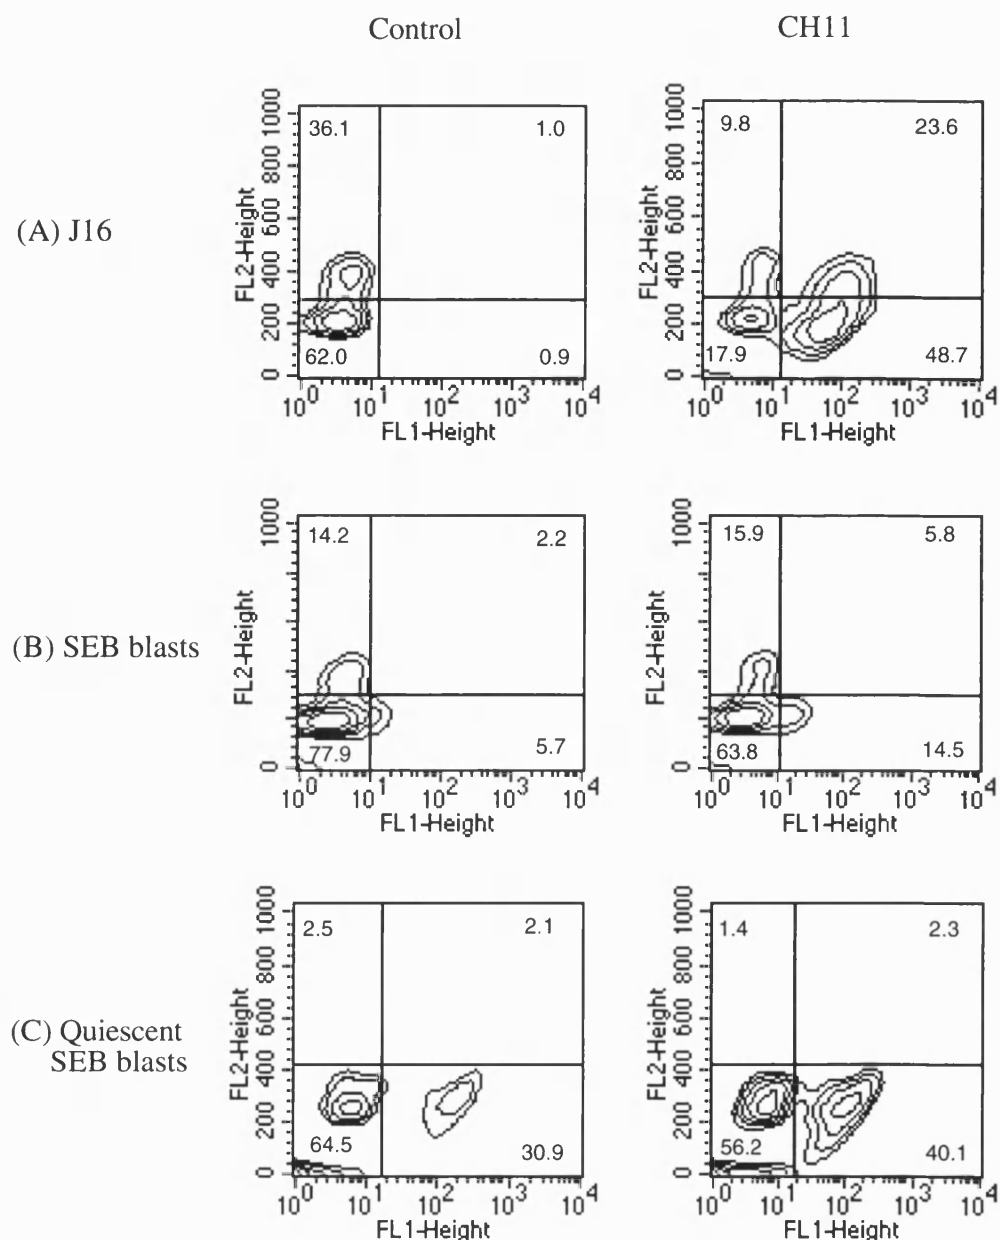 Control CH11
(A) J16
36.1 1.0
62.0 0.9
FL2-Height
0 200 400 600 800 1000
10^0 10^1 10^2 10^3 10^4
FL1-Height
9.8 23.6
17.9 48.7
FL2-Height
0 200 400 600 800 1000
10^0 10^1 10^2 10^3 10^4
FL1-Height
(B) SEB blasts
14.2 2.2
77.9 5.7
FL2-Height
0 1000
10^0 10^1 10^2 10^3 10^4
FL1-Height
15.9 5.8
63.8 14.5
FL2-Height
0 1000
10^0 10^1 10^2 10^3 10^4
FL1-Height
(C) Quiescent
SEB blasts
2.5 2.1
64.5 30.9
FL2-Height
0 200 400 600 800 1000
10^0 10^1 10^2 10^3 10^4
FL1-Height
1.4 2.3
56.2 40.1
FL2-Height
0 200 400 600 800 1000
10^0 10^1 10^2 10^3 10^4
FL1-Height